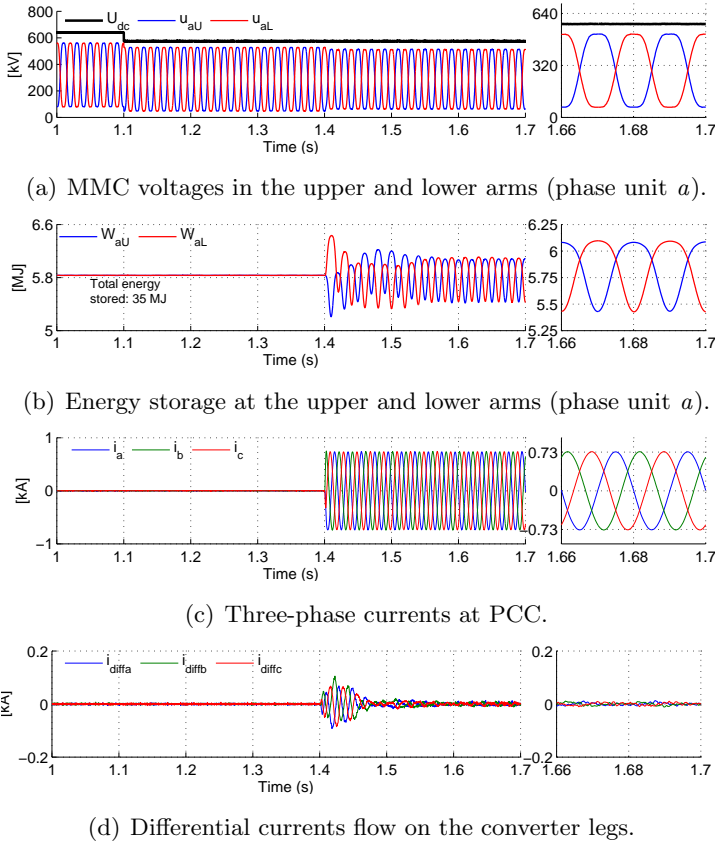 800
600
400
200
0
[kV]
U_dc u_aU u_aL
1 1.1 1.2 1.3 1.4 1.5 1.6 1.7
Time (s)
640
320
0
1.66 1.68 1.7
(a) MMC voltages in the upper and lower arms (phase unit a).
6.6
5.8
5
[MJ]
W_aU W_aL
Total energy
stored: 35 MJ
1 1.1 1.2 1.3 1.4 1.5 1.6 1.7
Time (s)
6.25
6
5.75
5.5
5.25
1.66 1.68 1.7
(b) Energy storage at the upper and lower arms (phase unit a).
1
0
−1
[kA]
i_a i_b i_c
1 1.1 1.2 1.3 1.4 1.5 1.6 1.7
Time (s)
0.73
0
−0.73
1.66 1.68 1.7
(c) Three-phase currents at PCC.
0.2
0
−0.2
[kA]
i_diffa i_diffb i_diffc
1 1.1 1.2 1.3 1.4 1.5 1.6 1.7
Time (s)
0.2
0
−0.2
1.66 1.68 1.7
(d) Differential currents flow on the converter legs.